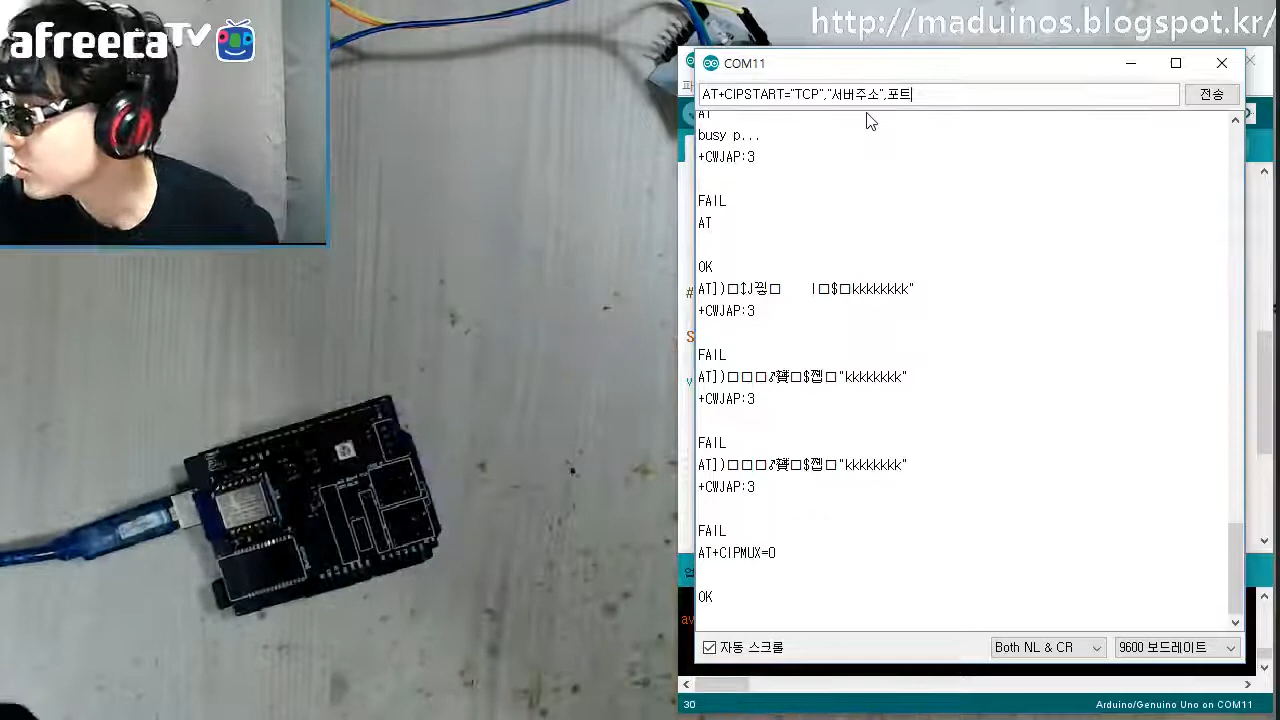 afreecaTV
http://maduinos.blogspot.kr/
COM11
AT+CIPSTART="TCP","서버주소",포트
전송
AT
busy p...
+CWJAP:3
FAIL
AT
OK
+CWJAP:3
FAIL
+CWJAP:3
FAIL
+CWJAP:3
FAIL
AT+CIPMUX=0
OK
자동 스크롤
Both NL & CR
9600 보드레이트
30
Arduino/Genuino Uno on COM11